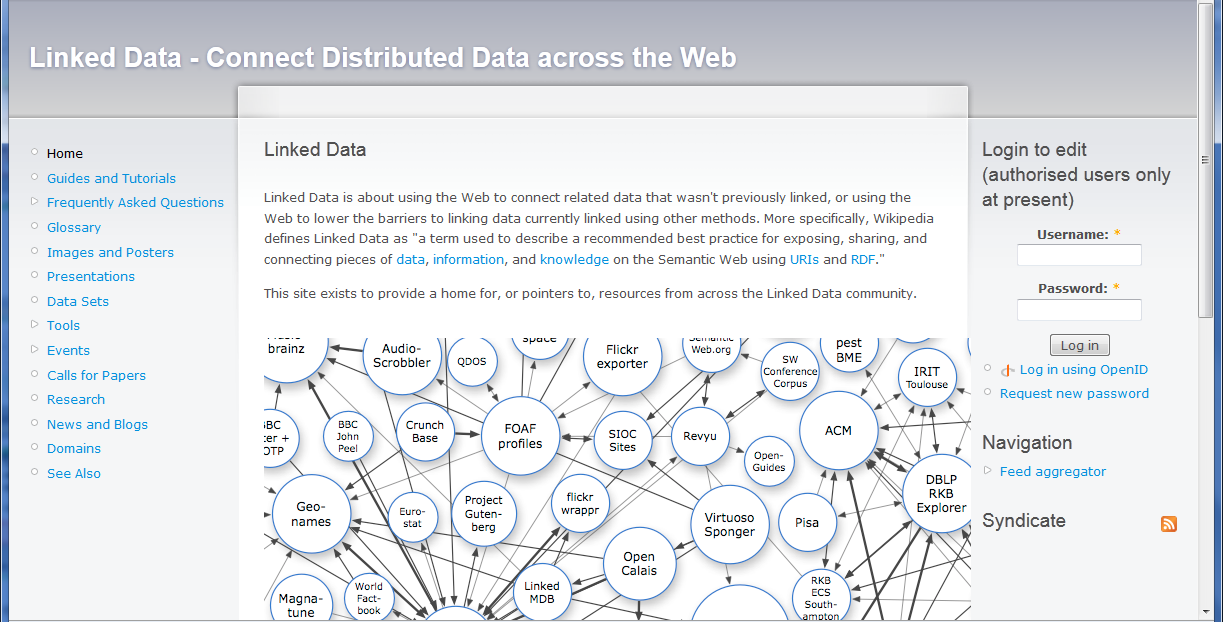 Linked Data - Connect Distributed Data across the Web
Home
Guides and Tutorials
Frequently Asked Questions
Glossary
Images and Posters
Presentations
Data Sets
Tools
Events
Calls for Papers
Research
News and Blogs
Domains
See Also
Linked Data
Linked Data is about using the Web to connect related data that wasn't previously linked, or using the
Web to lower the barriers to linking data currently linked using other methods. More specifically, Wikipedia
defines Linked Data as "a term used to describe a recommended best practice for exposing, sharing, and
connecting pieces of data, information, and knowledge on the Semantic Web using URIs and RDF."
This site exists to provide a home for, or pointers to, resources from across the Linked Data community.
brainz
Audio-
Scrobbler
QDOS
space
Flickr
exporter
Semantic
Web.org
SW
Conference
Corpus
pest
BME
IRIT
Toulouse
BBC
John
Peel
Crunch
Base
FOAF
profiles
SIOC
Sites
Revyu
Open-
Guides
ACM
DBLP
RKB
Explorer
Geo-
names
Euro-
stat
Project
Guten-
berg
flickr
wrappr
Virtuoso
Sponger
Pisa
Open
Calais
Linked
MDB
RKB
ECS
South-
ampton
Magna-
tune
World
Fact-
book
Login to edit
(authorised users only
at present)
Username: *
Password: *
Log in
Log in using OpenID
Request new password
Navigation
Feed aggregator
Syndicate